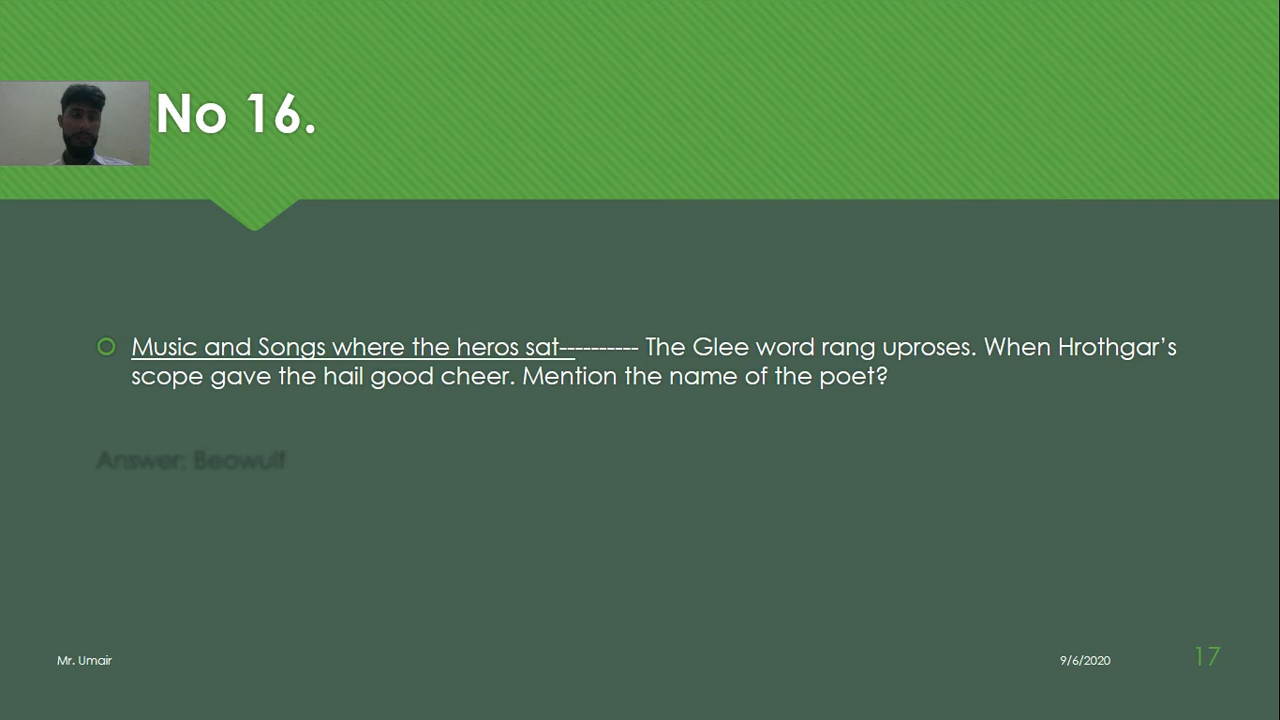 No 16.
Music and Songs where the heros sat---------- The Glee word rang uproses. When Hrothgar’s
scope gave the hail good cheer. Mention the name of the poet?
Answer: Beowulf
Mr. Umair
9/6/2020
17